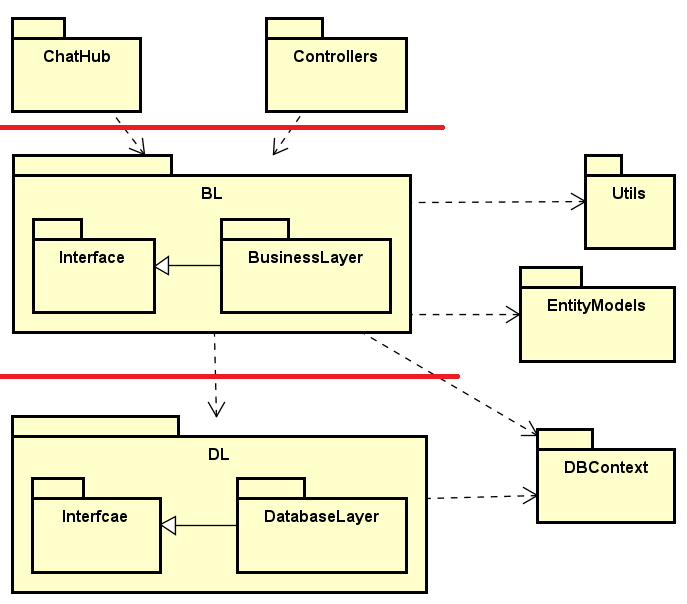 ChatHub
Controllers
BL
Utils
Interface
BusinessLayer
EntityModels
DL
DBContext
Interfcae
DatabaseLayer